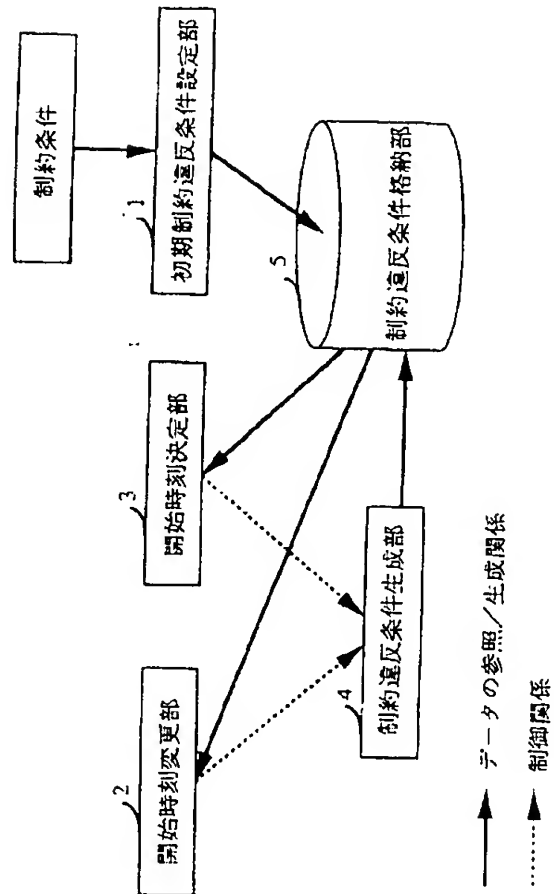 制約条件
1
初期制約違反条件設定部
5
制約違反条件格納部
3
開始時刻決定部
2
開始時刻変更部
4
制約違反条件生成部
データの参照／生成関係
制御関係